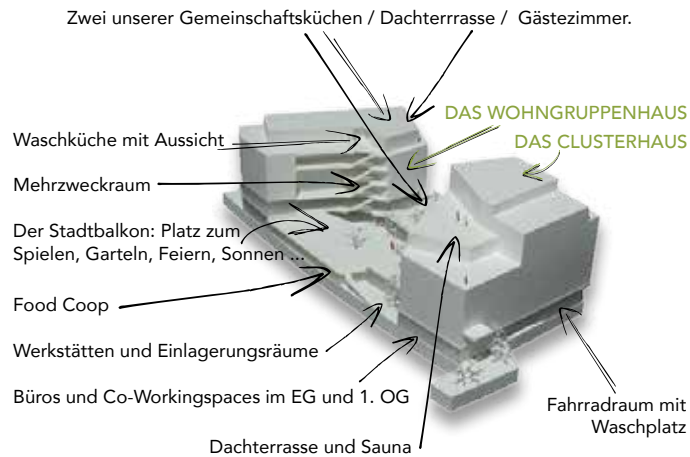 Zwei unserer Gemeinschaftsküchen / Dachterrrasse / Gästezimmer.
DAS WOHNGRUPPENHAUS
DAS CLUSTERHAUS
Waschküche mit Aussicht
Mehrzweckraum
Der Stadtbalkon: Platz zum
Spielen, Garteln, Feiern, Sonnen ...
Food Coop
Werkstätten und Einlagerungsräume
Büros und Co-Workingspaces im EG und 1. OG
Fahrradraum mit
Waschplatz
Dachterrasse und Sauna